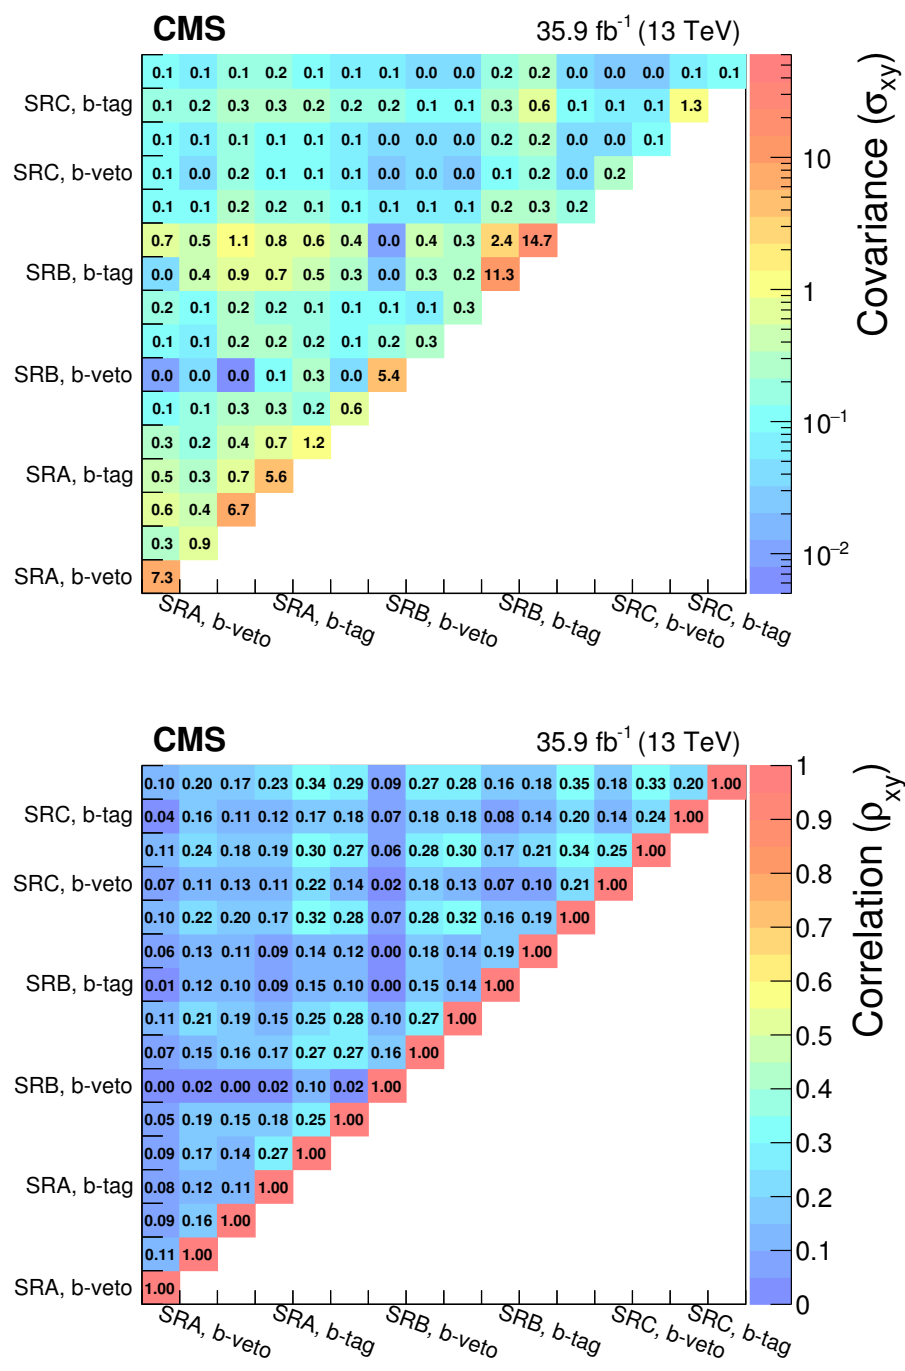 CMS 35.9 fb⁻¹ (13 TeV)
0.1 0.1 0.1 0.2 0.1 0.1 0.1 0.0 0.0 0.2 0.2 0.0 0.0 0.0 0.1 0.1
SRC, b-tag 0.1 0.2 0.3 0.3 0.2 0.2 0.2 0.1 0.1 0.3 0.6 0.1 0.1 0.1 1.3
0.1 0.1 0.1 0.1 0.1 0.1 0.0 0.0 0.0 0.2 0.2 0.0 0.0 0.1
SRC, b-veto 0.1 0.0 0.2 0.1 0.1 0.1 0.0 0.0 0.0 0.1 0.2 0.0 0.2
0.1 0.1 0.2 0.2 0.1 0.1 0.1 0.1 0.1 0.2 0.3 0.2
0.7 0.5 1.1 0.8 0.6 0.4 0.0 0.4 0.3 2.4 14.7
SRB, b-tag 0.0 0.4 0.9 0.7 0.5 0.3 0.0 0.3 0.2 11.3
0.2 0.1 0.2 0.2 0.1 0.1 0.1 0.1 0.3
0.1 0.1 0.2 0.2 0.2 0.1 0.2 0.3
SRB, b-veto 0.0 0.0 0.0 0.1 0.3 0.0 5.4
0.1 0.1 0.3 0.3 0.2 0.6
0.3 0.2 0.4 0.7 1.2
SRA, b-tag 0.5 0.3 0.7 5.6
0.6 0.4 6.7
0.3 0.9
SRA, b-veto 7.3
SRA, b-veto SRA, b-tag SRB, b-veto SRB, b-tag SRC, b-veto SRC, b-tag
10
1
10⁻¹
10⁻²
Covariance (σxy)
CMS 35.9 fb⁻¹ (13 TeV)
0.10 0.20 0.17 0.23 0.34 0.29 0.09 0.27 0.28 0.16 0.18 0.35 0.18 0.33 0.20 1.00
SRC, b-tag 0.04 0.16 0.11 0.12 0.17 0.18 0.07 0.18 0.18 0.08 0.14 0.20 0.14 0.24 1.00
0.11 0.24 0.18 0.19 0.30 0.27 0.06 0.28 0.30 0.17 0.21 0.34 0.25 1.00
SRC, b-veto 0.07 0.11 0.13 0.11 0.22 0.14 0.02 0.18 0.13 0.07 0.10 0.21 1.00
0.10 0.22 0.20 0.17 0.32 0.28 0.07 0.28 0.32 0.16 0.19 1.00
0.06 0.13 0.11 0.09 0.14 0.12 0.00 0.18 0.14 0.19 1.00
SRB, b-tag 0.01 0.12 0.10 0.09 0.15 0.10 0.00 0.15 0.14 1.00
0.11 0.21 0.19 0.15 0.25 0.28 0.10 0.27 1.00
0.07 0.15 0.16 0.17 0.27 0.27 0.16 1.00
SRB, b-veto 0.00 0.02 0.00 0.02 0.10 0.02 1.00
0.05 0.19 0.15 0.18 0.25 1.00
0.09 0.17 0.14 0.27 1.00
SRA, b-tag 0.08 0.12 0.11 1.00
0.09 0.16 1.00
0.11 1.00
SRA, b-veto 1.00
SRA, b-veto SRA, b-tag SRB, b-veto SRB, b-tag SRC, b-veto SRC, b-tag
1
0.9
0.8
0.7
0.6
0.5
0.4
0.3
0.2
0.1
0
Correlation (ρxy)